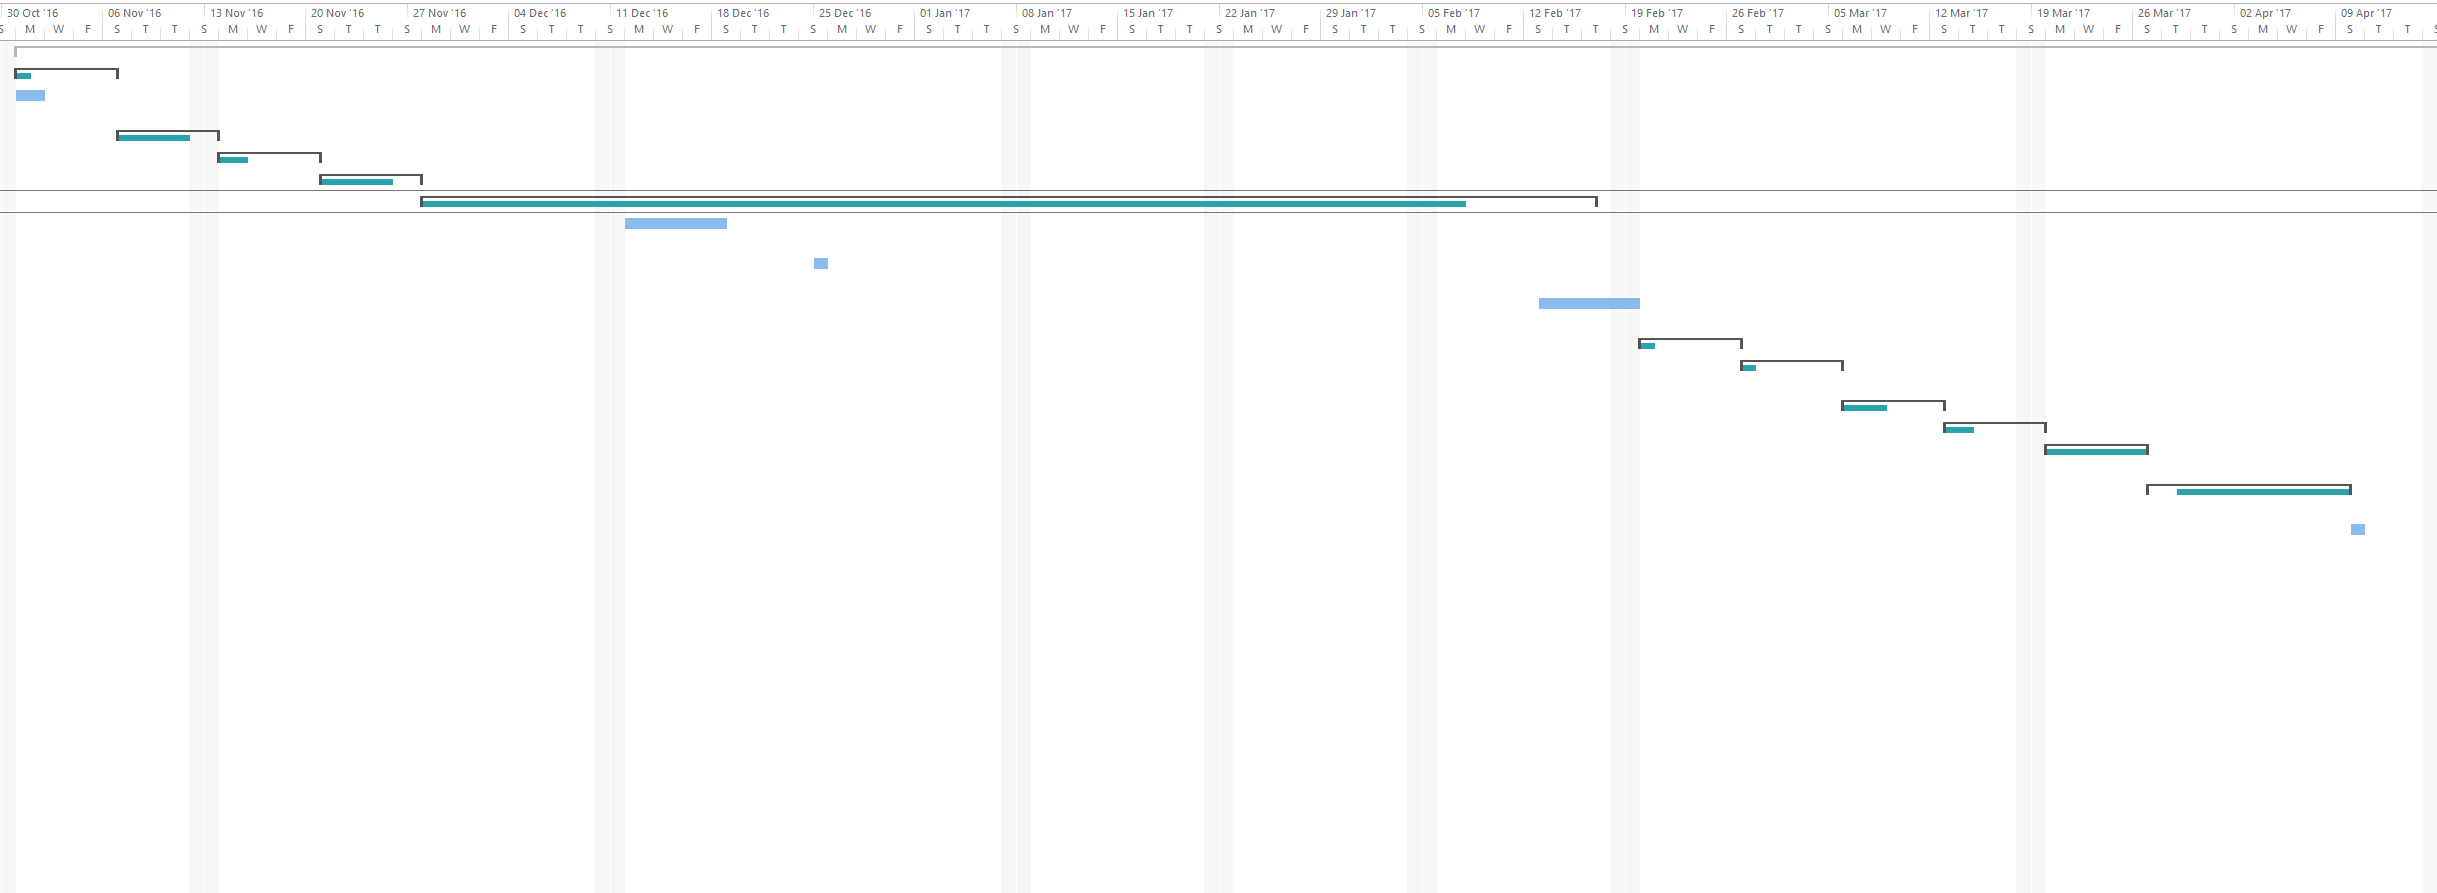 30 Oct '16 06 Nov '16 13 Nov '16 20 Nov '16 27 Nov '16 04 Dec '16 11 Dec '16 18 Dec '16 25 Dec '16 01 Jan '17 08 Jan '17 15 Jan '17 22 Jan '17 29 Jan '17 05 Feb '17 12 Feb '17 19 Feb '17 26 Feb '17 05 Mar '17 12 Mar '17 19 Mar '17 26 Mar '17 02 Apr '17 09 Apr '17
S M W F S T T S M W F S T T S M W F S T T S M W F S T T S M W F S T T S M W F S T T S M W F S T T S M W F S T T S M W F S T T S M W F S T T S M W F S T T S M W F S T T S